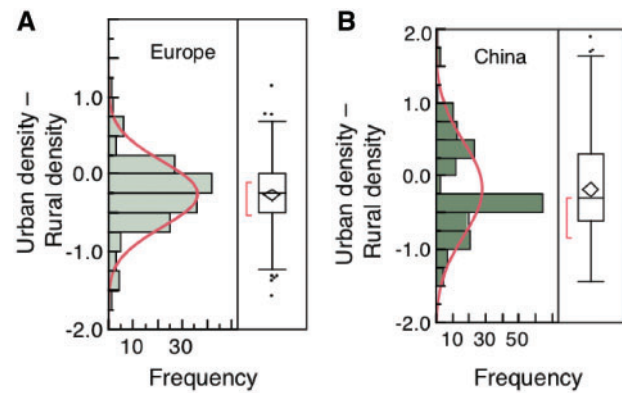 A
Europe
Urban density –
Rural density
1.0
0.0
-1.0
-2.0
10 30
Frequency
B
China
Urban density –
Rural density
2.0
1.0
0.0
-1.0
-2.0
10 30 50
Frequency